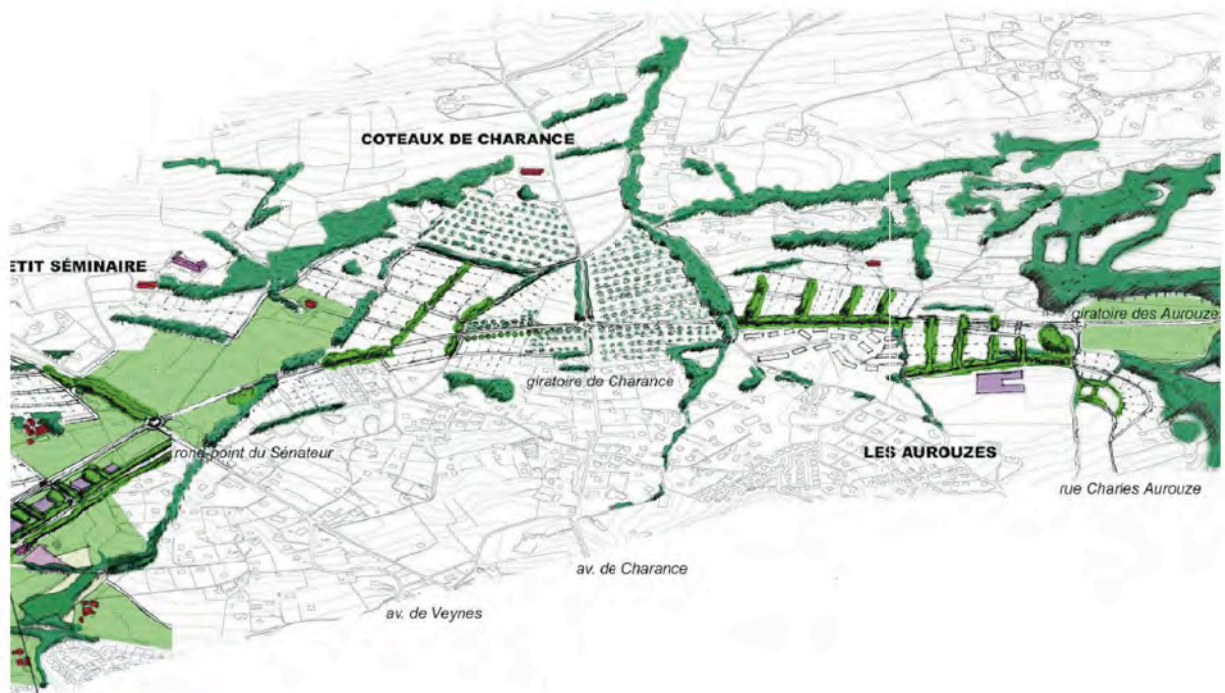 COTEAUX DE CHARANCE
ETIT SÉMINAIRE
giratoire des Aurouze
giratoire de Charance
rond-point du Sénateur
LES AUROUZES
rue Charles Aurouze
av. de Charance
av. de Veynes